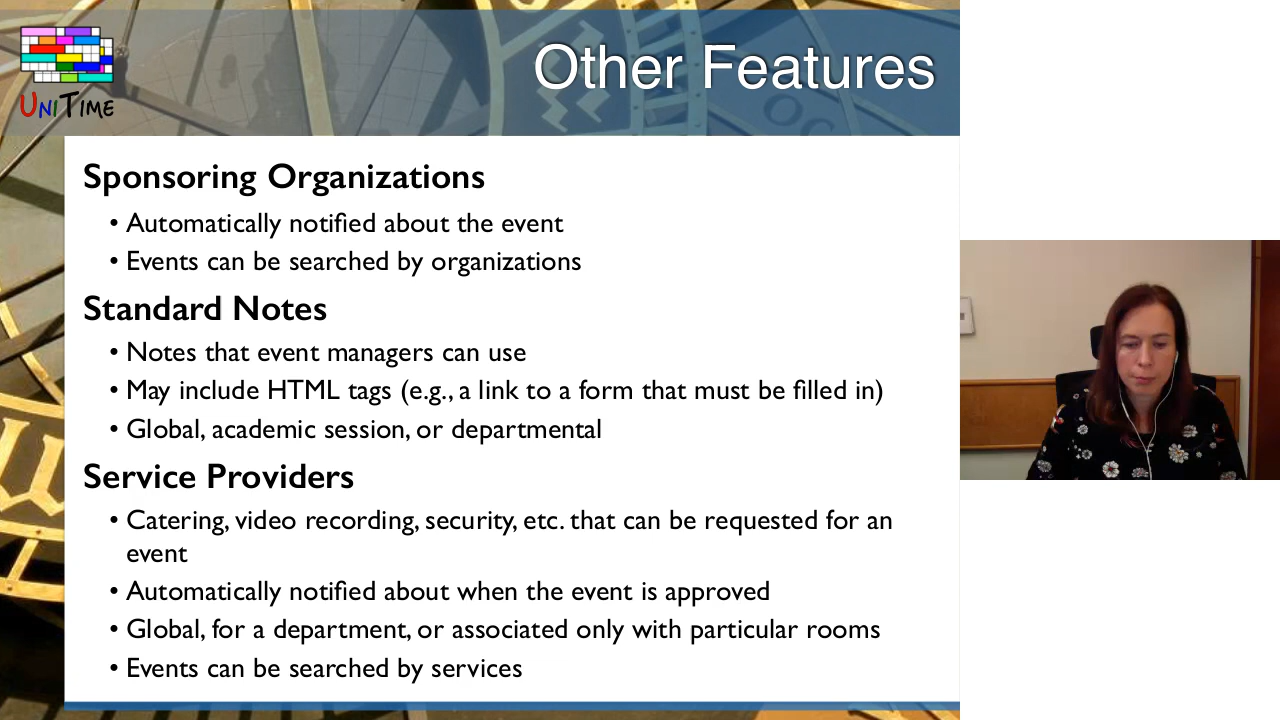 UNITIME
Other Features
Sponsoring Organizations
• Automatically notified about the event
• Events can be searched by organizations
Standard Notes
• Notes that event managers can use
• May include HTML tags (e.g., a link to a form that must be filled in)
• Global, academic session, or departmental
Service Providers
• Catering, video recording, security, etc. that can be requested for an
event
• Automatically notified about when the event is approved
• Global, for a department, or associated only with particular rooms
• Events can be searched by services